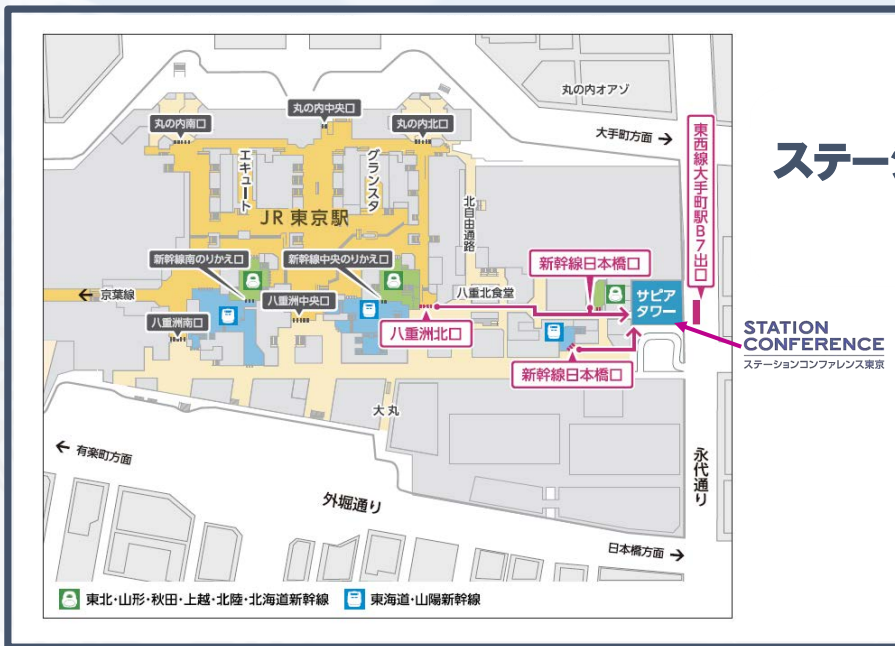 丸の内オアゾ
丸の内中央口
丸の内南口
丸の内北口
大手町方面 →
東西線大手町駅B7出口
エキュート
グランスタ
JR 東京駅
北自由通路
新幹線南のりかえ口
新幹線中央のりかえ口
新幹線日本橋口
← 京葉線
八重洲中央口
八重北食堂
サピア
タワー
八重洲南口
八重洲北口
新幹線日本橋口
STATION
CONFERENCE
ステーションコンファレンス東京
大丸
← 有楽町方面
外堀通り
永代通り
日本橋方面 →
東北・山形・秋田・上越・北陸・北海道新幹線
東海道・山陽新幹線